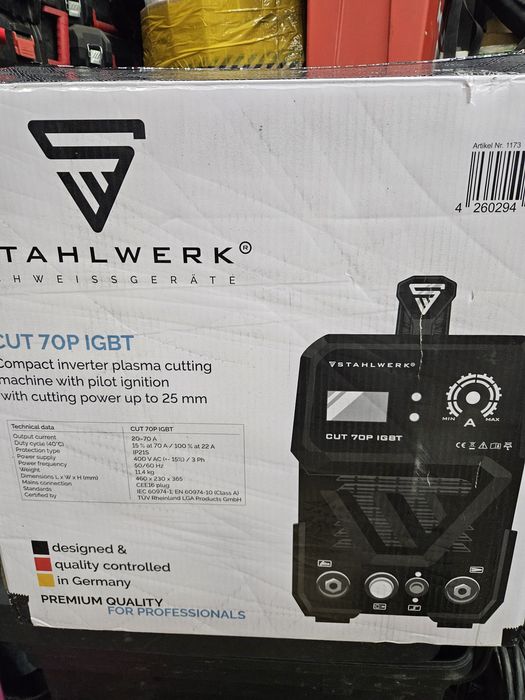 Artikel Nr. 1173
4 260294
TAHLWERK®
HWEISSGERÄTE
CUT 70P IGBT
Compact inverter plasma cutting
machine with pilot ignition
with cutting power up to 25 mm
Technical data CUT 70P IGBT
Output current 20-70 A
Duty cycle (40°C) 15 % at 70 A / 100 % at 22 A
Protection type IP21S
Power supply 400 V AC (+- 15%) / 3 Ph
Power frequency 50/60 Hz
Weight 11,4 kg
Dimensions L x W x H (mm) 460 x 230 x 365
Mains connection CEE16 plug
Standards IEC 60974-1; EN 60974-10 (Class A)
Certified by TÜV Rheinland LGA Products GmbH
STAHLWERK®
MIN A MAX
CUT 70P IGBT
CE
designed &
quality controlled
in Germany
PREMIUM QUALITY
FOR PROFESSIONALS